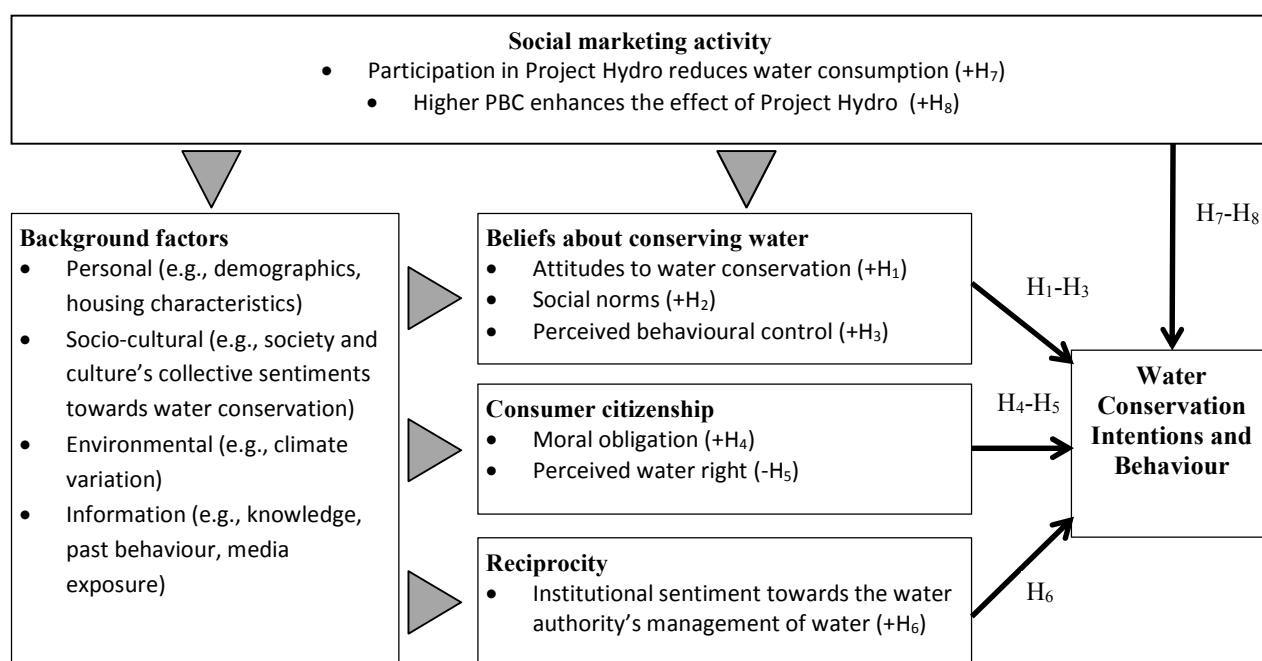 Social marketing activity
• Participation in Project Hydro reduces water consumption (+H₇)
• Higher PBC enhances the effect of Project Hydro (+H₈)
H₇-H₈
Background factors
• Personal (e.g., demographics,
housing characteristics)
• Socio-cultural (e.g., society and
culture’s collective sentiments
towards water conservation)
• Environmental (e.g., climate
variation)
• Information (e.g., knowledge,
past behaviour, media
exposure)
Beliefs about conserving water
• Attitudes to water conservation (+H₁)
• Social norms (+H₂)
• Perceived behavioural control (+H₃)
H₁-H₃
Consumer citizenship
• Moral obligation (+H₄)
• Perceived water right (-H₅)
H₄-H₅
Reciprocity
• Institutional sentiment towards the water
authority’s management of water (+H₆)
H₆
Water
Conservation
Intentions and
Behaviour